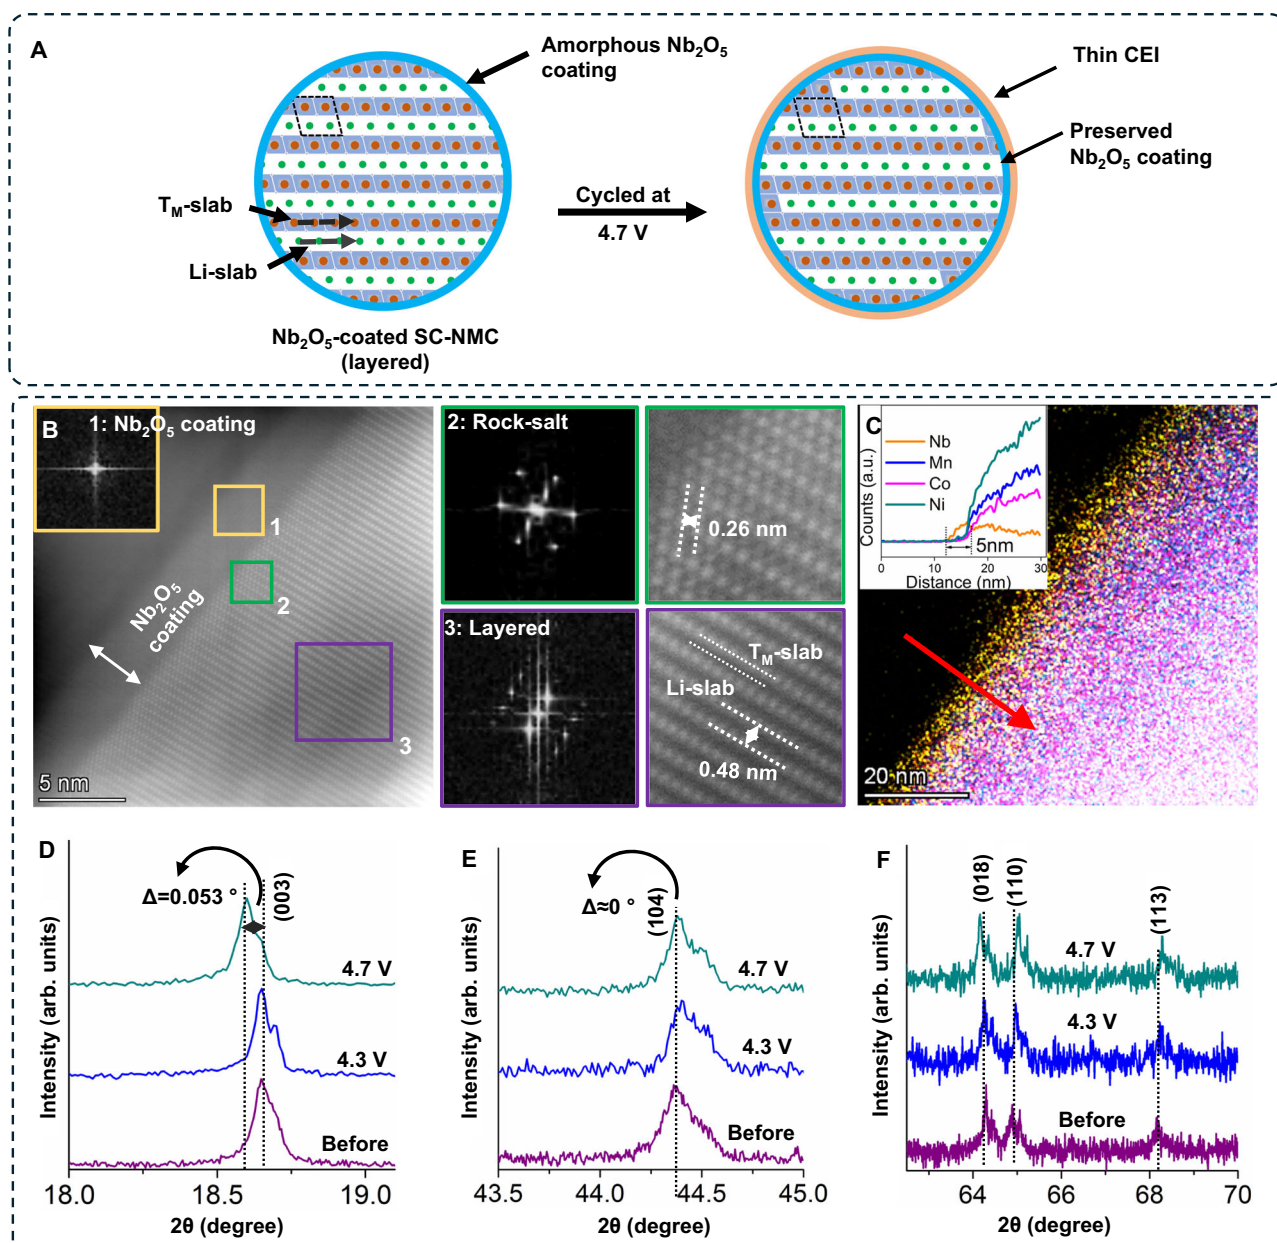 A
Amorphous Nb₂O₅
coating
T_M-slab
Li-slab
Nb₂O₅-coated SC-NMC
(layered)
Cycled at
4.7 V
Thin CEI
Preserved
Nb₂O₅ coating
B
1: Nb₂O₅ coating
1
2
3
Nb₂O₅
coating
5 nm
2: Rock-salt
0.26 nm
3: Layered
T_M-slab
Li-slab
0.48 nm
C
Counts (a.u.)
Nb
Mn
Co
Ni
5nm
0 10 20 30
Distance (nm)
20 nm
D
Δ=0.053 °
(003)
4.7 V
4.3 V
Before
Intensity (arb. units)
18.0 18.5 19.0
2θ (degree)
E
Δ≈0 °
(104)
4.7 V
4.3 V
Before
Intensity (arb. units)
43.5 44.0 44.5 45.0
2θ (degree)
F
(018)
(110)
(113)
4.7 V
4.3 V
Before
Intensity (arb. units)
64 66 68 70
2θ (degree)